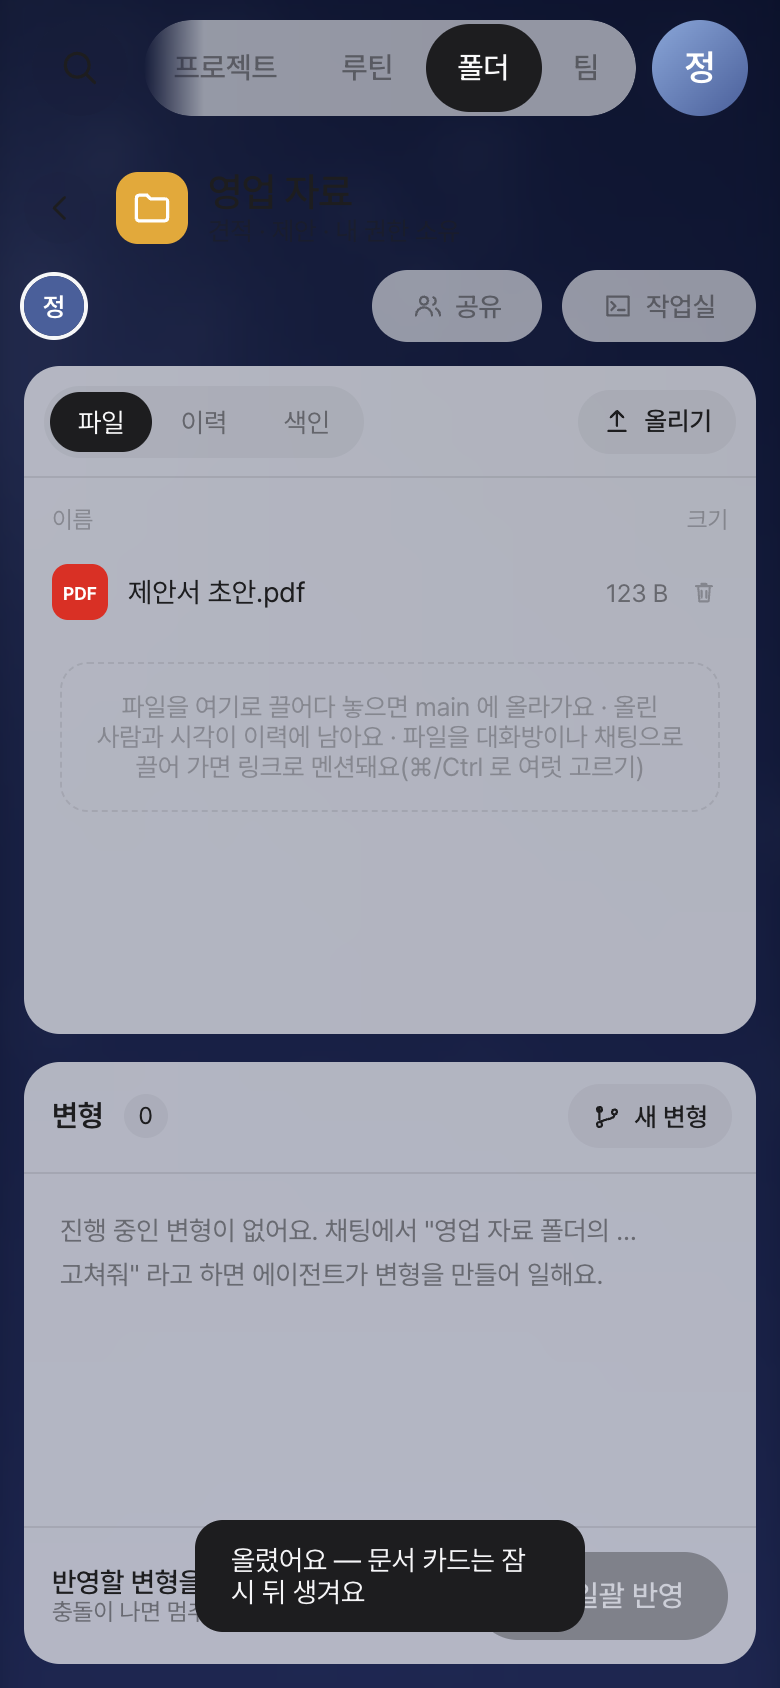 프로젝트
루틴
폴더
팀
정
영업 자료
정
공유
작업실
파일
이력
색인
올리기
이름
크기
PDF
제안서 초안.pdf
123 B
파일을 여기로 끌어다 놓으면 main 에 올라가요 · 올린
사람과 시각이 이력에 남아요 · 파일을 대화방이나 채팅으로
끌어 가면 링크로 멘션돼요(⌘/Ctrl 로 여럿 고르기)
변형
0
새 변형
진행 중인 변형이 없어요. 채팅에서 "영업 자료 폴더의 ...
고쳐줘" 라고 하면 에이전트가 변형을 만들어 일해요.
반영할 변형을
충돌이 나면
일괄 반영
올렸어요 — 문서 카드는 잠
시 뒤 생겨요